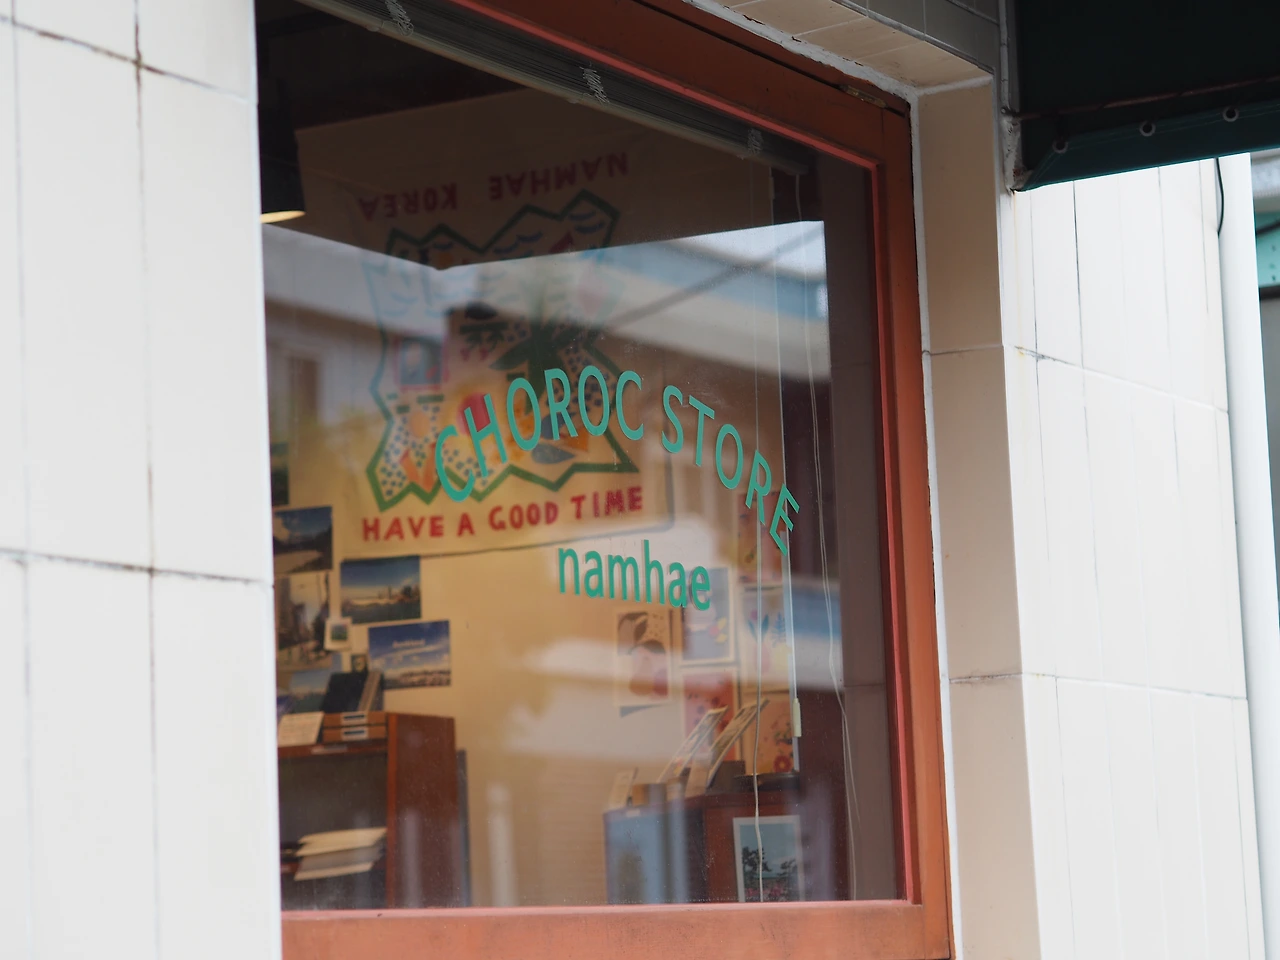 NAMHAE KOREA
CHOROC STORE
HAVE A GOOD TIME
namhae